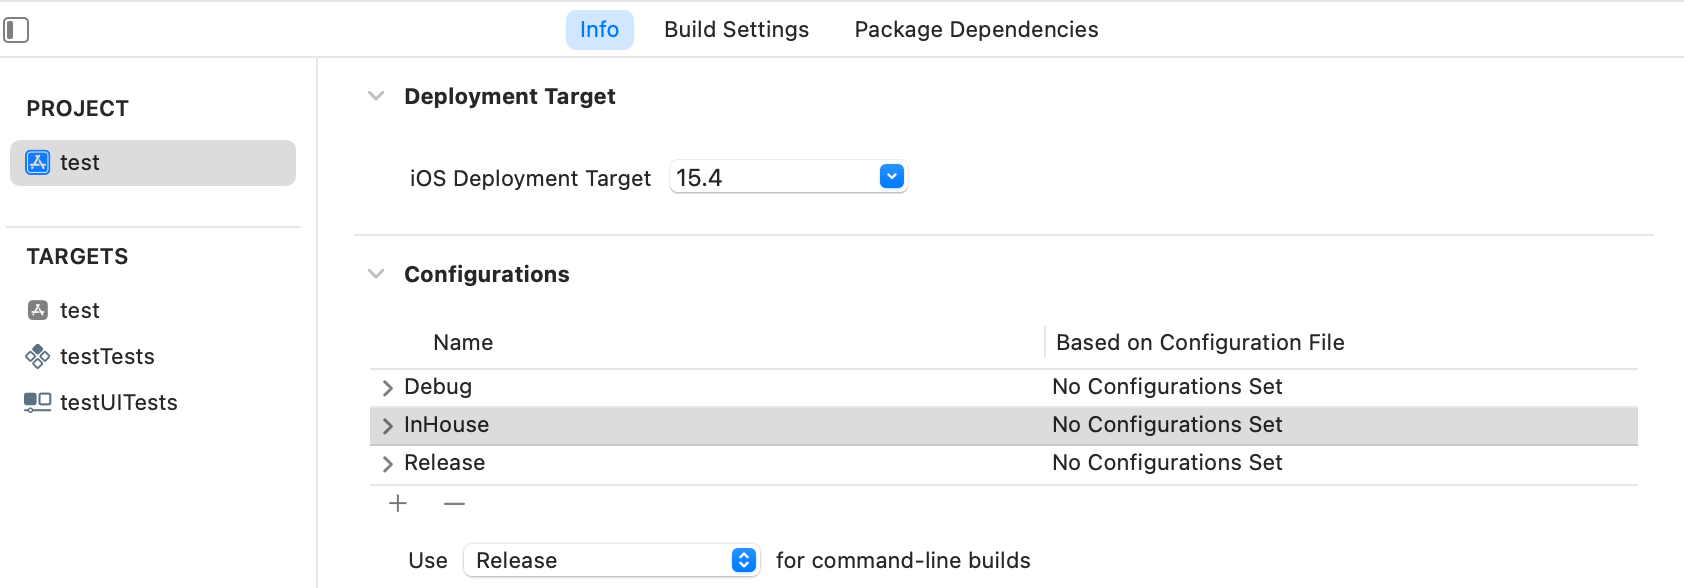 Info Build Settings Package Dependencies
PROJECT
test
TARGETS
test
testTests
testUITests
Deployment Target
iOS Deployment Target 15.4
Configurations
Name Based on Configuration File
Debug No Configurations Set
InHouse No Configurations Set
Release No Configurations Set
Use Release for command-line builds